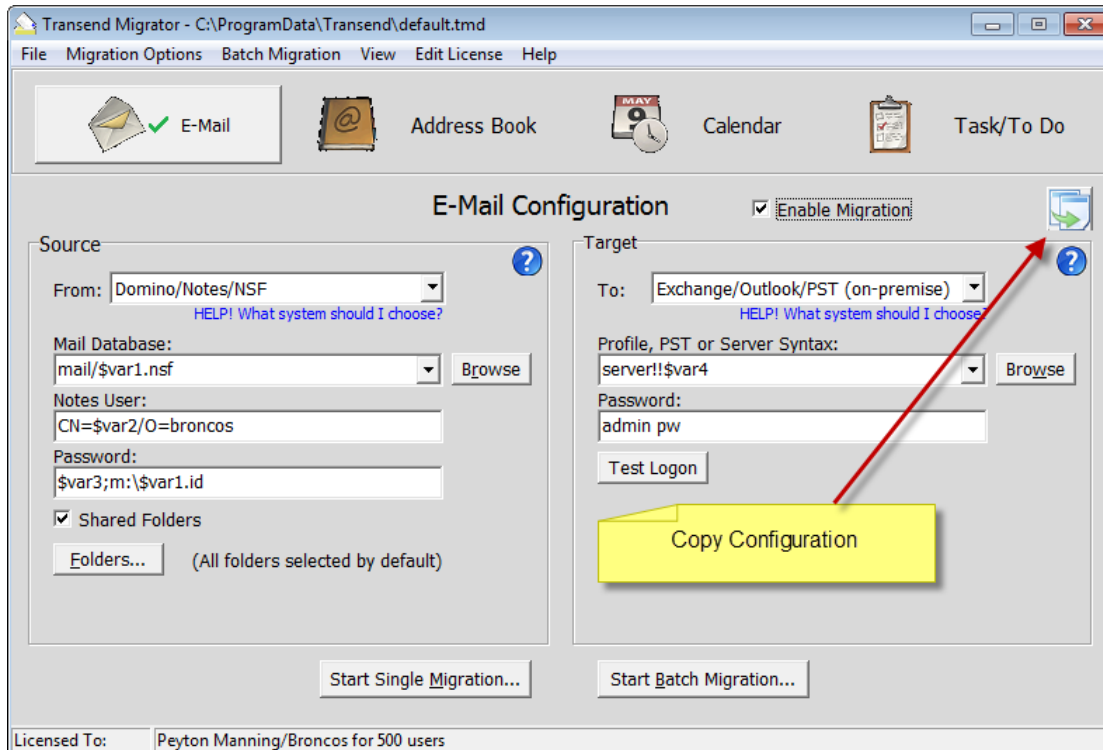 Transend Migrator - C:\ProgramData\Transend\default.tmd
File Migration Options Batch Migration View Edit License Help
E-Mail
@
Address Book
MAY
9
Calendar
Task/To Do
E-Mail Configuration
Enable Migration
Source
?
From: Domino/Notes/NSF
HELP! What system should I choose?
Mail Database:
mail/$var1.nsf
Browse
Notes User:
CN=$var2/O=broncos
Password:
$var3;m:\$var1.id
Shared Folders
Folders... (All folders selected by default)
Target
?
To: Exchange/Outlook/PST (on-premise)
HELP! What system should I choose?
Profile, PST or Server Syntax:
server!!$var4
Browse
Password:
admin pw
Test Logon
Copy Configuration
Start Single Migration...
Start Batch Migration...
Licensed To: Peyton Manning/Broncos for 500 users